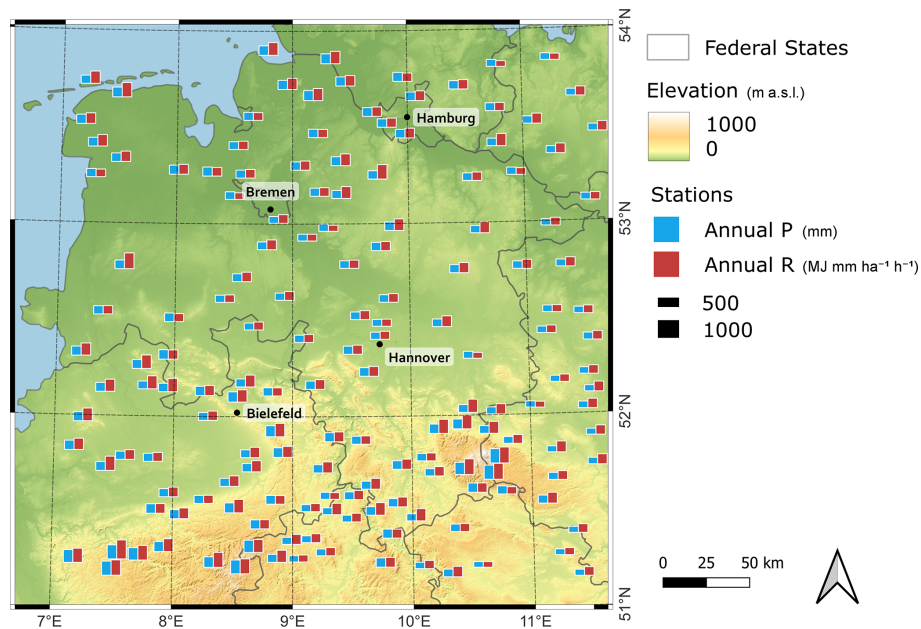 54°N
53°N
52°N
51°N
7°E
8°E
9°E
10°E
11°E
Hamburg
Bremen
Hannover
Bielefeld
Federal States
Elevation (m a.s.l.)
1000
0
Stations
Annual P (mm)
Annual R (MJ mm ha⁻¹ h⁻¹)
500
1000
0 25 50 km